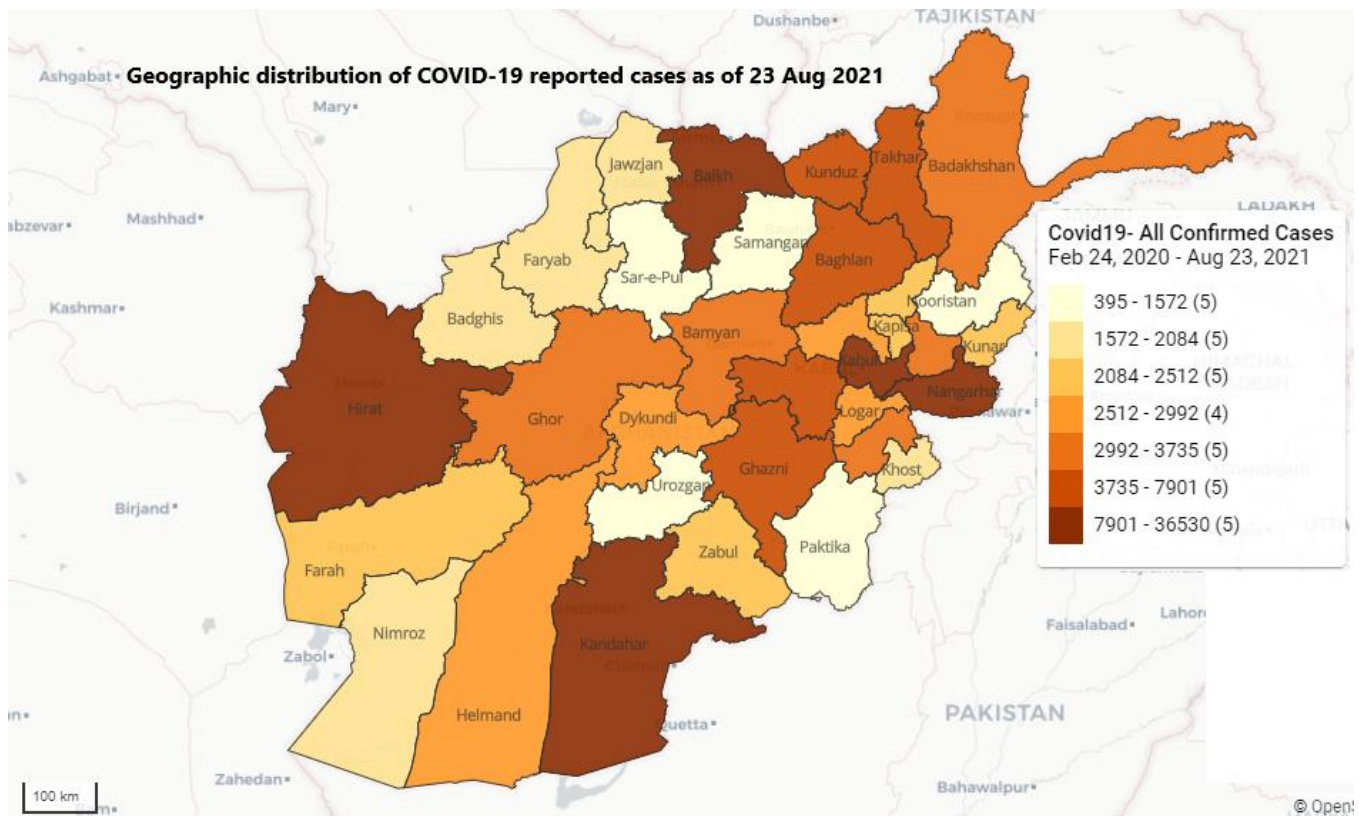 Dushanbe
TAJIKISTAN
Ashgabat
Geographic distribution of COVID-19 reported cases as of 23 Aug 2021
Mary
Jawzjan
Balkh
Kunduz
Takhar
Badakhshan
abzevar
Mashhad
LADAKH
Samangan
Baghlan
Faryab
Sar-e-Pul
Kashmar
Badghis
Bamyan
Nooristan
Kapisa
Kunar
Kabul
Nangarhar
Hirat
Ghor
Dykundi
Logar
Ghazni
Khost
Urozgan
Birjand
Farah
Zabul
Paktika
Nimroz
Zabol
Kandahar
Faisalabad
Lahor
Helmand
Quetta
PAKISTAN
Zahedan
Bahawalpur
Covid19- All Confirmed Cases
Feb 24, 2020 - Aug 23, 2021
395 - 1572 (5)
1572 - 2084 (5)
2084 - 2512 (5)
2512 - 2992 (4)
2992 - 3735 (5)
3735 - 7901 (5)
7901 - 36530 (5)
100 km
© OpenS